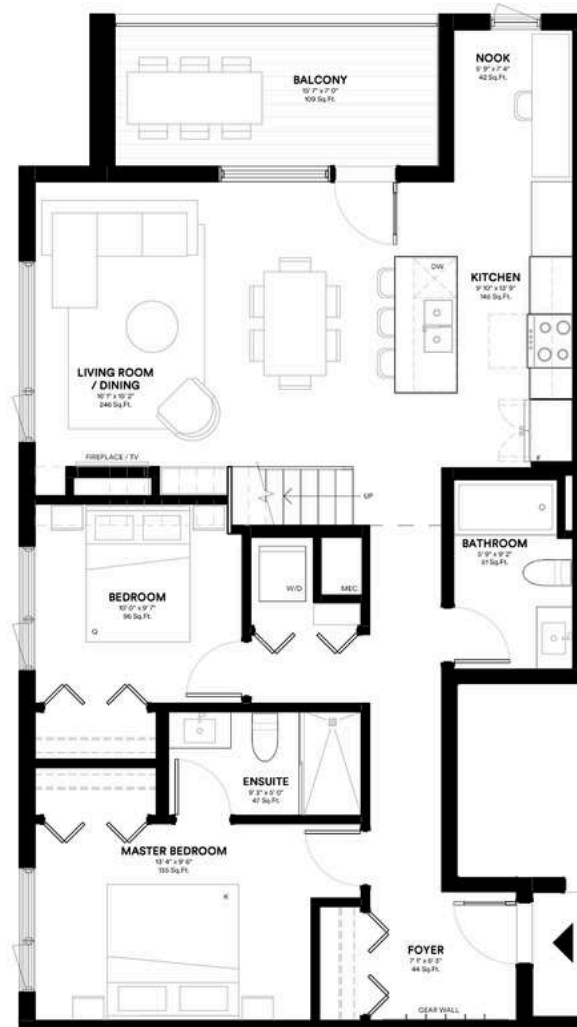 NOOK
5' 9" x 7' 4"
42 Sq.Ft.
BALCONY
15' 7" x 7' 0"
109 Sq.Ft.
DW
KITCHEN
9' 10" x 13' 9"
146 Sq.Ft.
LIVING ROOM
/ DINING
16' 1" x 15' 2"
246 Sq.Ft.
FIREPLACE / TV
F
UP
BATHROOM
5' 9" x 9' 2"
51 Sq.Ft.
W/D
MEC.
BEDROOM
10' 0" x 9' 7"
96 Sq.Ft.
Q
ENSUITE
9' 3" x 5' 0"
47 Sq.Ft.
MASTER BEDROOM
13' 4" x 9' 6"
135 Sq.Ft.
K
FOYER
7' 1" x 6' 3"
44 Sq.Ft.
GEAR WALL